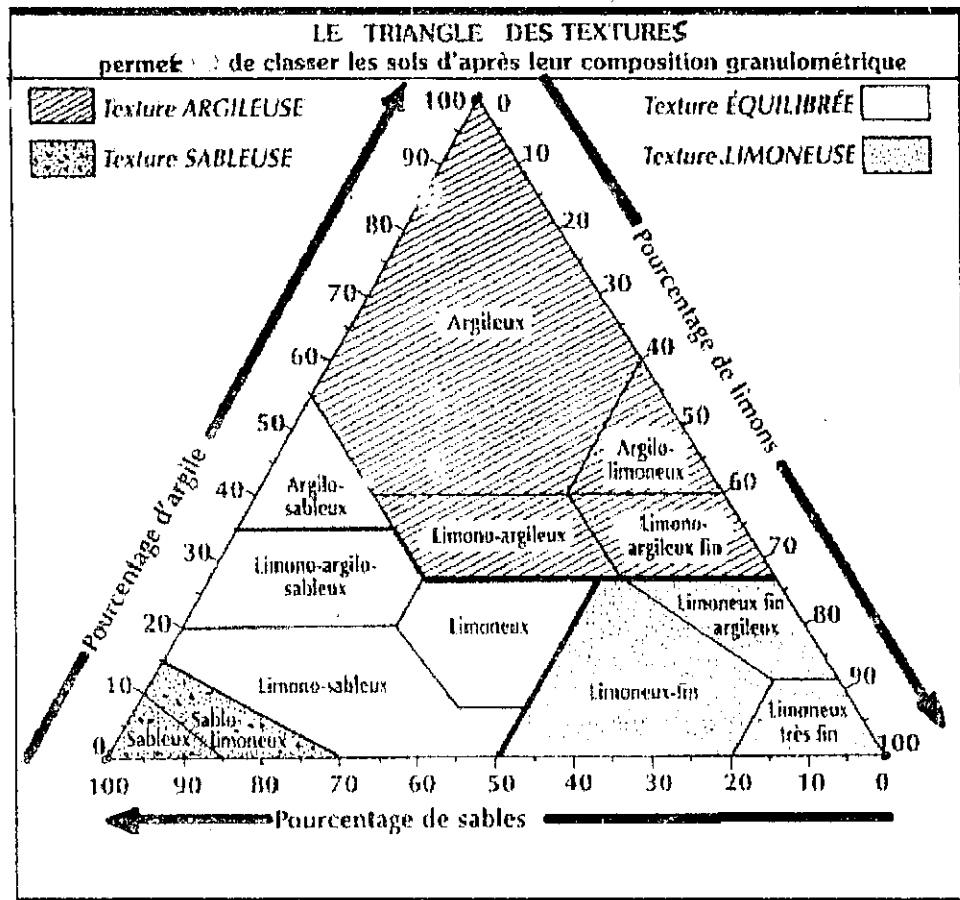 LE TRIANGLE DES TEXTURES
permet de classer les sols d'après leur composition granulométrique
Texture ARGILEUSE
Texture SABLEUSE
Texture ÉQUILIBRÉE
Texture LIMONEUSE
100 0
90 10
80 20
70 30
60 40
50 50
40 60
30 70
20 80
10 90
0 100
Pourcentage d'argile
Pourcentage de limons
Argileux
Argilo-
limoneux
Argilo-
sableux
Limono-argileux
Limono-
argileux fin
Limono-argilo-
sableux
Limoneux
Limoneux fin
argileux
Limono-sableux
Limoneux-fin
Limoneux
très fin
Sableux
Sablo-
limoneux
100 90 80 70 60 50 40 30 20 10 0
Pourcentage de sables